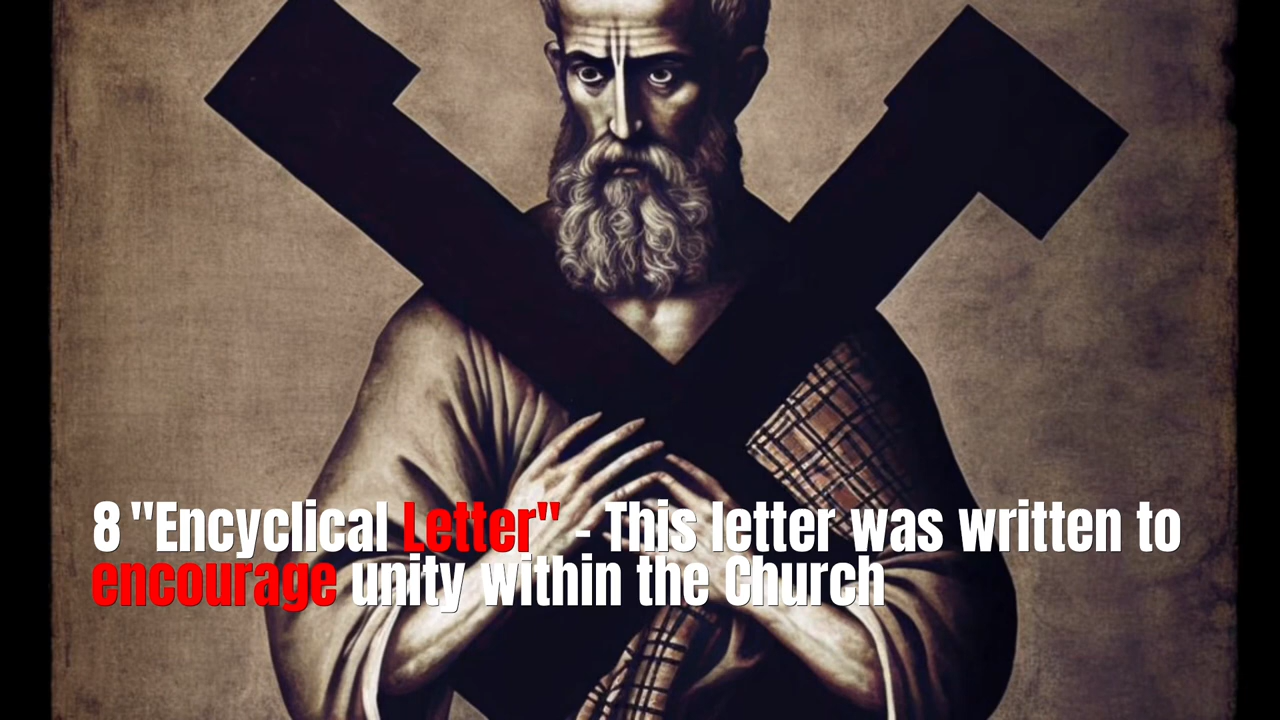 8 "Encyclical Letter" - This letter was written to
encourage unity within the Church